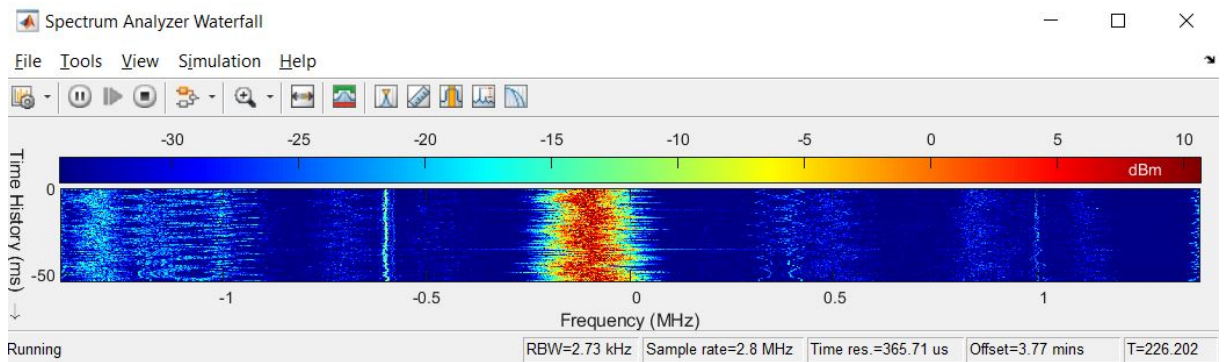 Spectrum Analyzer Waterfall
File Tools View Simulation Help
-30 -25 -20 -15 -10 -5 0 5 10
dBm
Time History (ms) ↓
0
-50
-1 -0.5 0 0.5 1
Frequency (MHz)
Running RBW=2.73 kHz Sample rate=2.8 MHz Time res.=365.71 us Offset=3.77 mins T=226.202